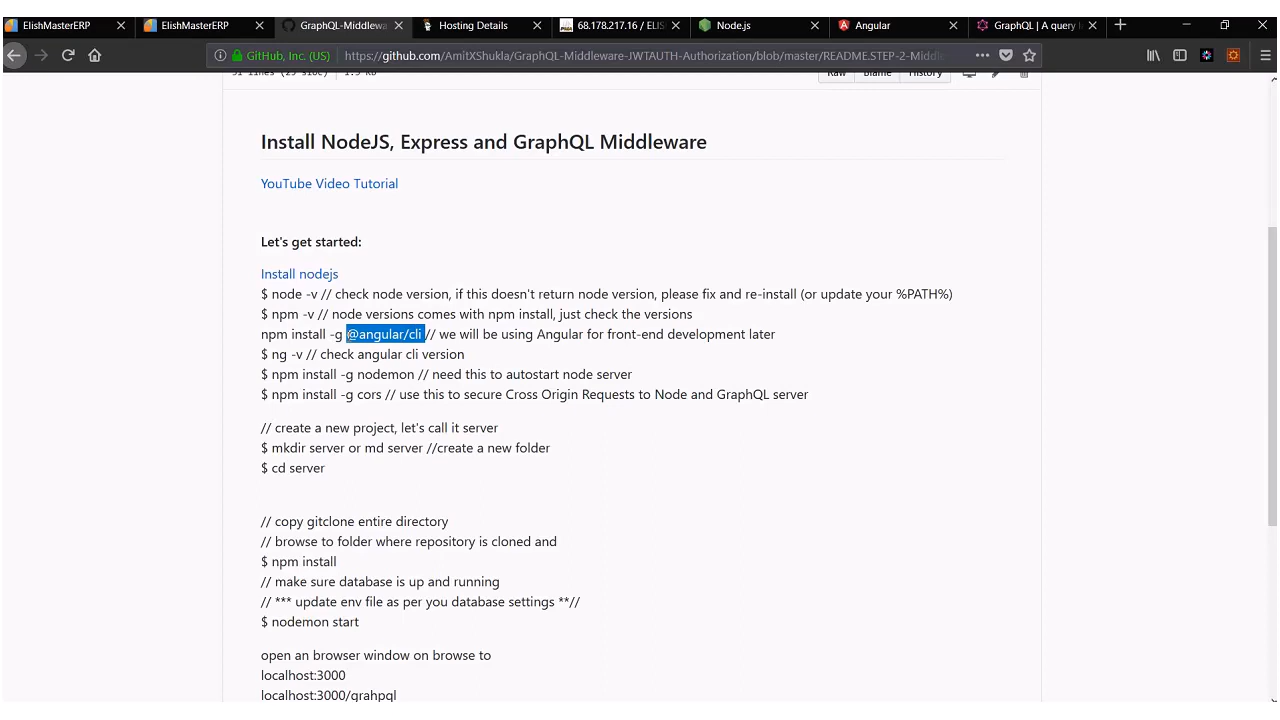 ElishMasterERP
ElishMasterERP
GraphQL-Middlewa
Hosting Details
68.178.217.16 / ELIS
Node.js
Angular
GraphQL | A query l
GitHub, Inc. (US)
https://github.com/AmitXShukla/GraphQL-Middleware-JWTAUTH-Authorization/blob/master/README.STEP-2-Middl
Raw Blame History
Install NodeJS, Express and GraphQL Middleware
YouTube Video Tutorial
Let's get started:
Install nodejs
$ node -v // check node version, if this doesn't return node version, please fix and re-install (or update your %PATH%)
$ npm -v // node versions comes with npm install, just check the versions
npm install -g @angular/cli // we will be using Angular for front-end development later
$ ng -v // check angular cli version
$ npm install -g nodemon // need this to autostart node server
$ npm install -g cors // use this to secure Cross Origin Requests to Node and GraphQL server
// create a new project, let's call it server
$ mkdir server or md server //create a new folder
$ cd server
// copy gitclone entire directory
// browse to folder where repository is cloned and
$ npm install
// make sure database is up and running
// *** update env file as per you database settings **//
$ nodemon start
open an browser window on browse to
localhost:3000
localhost:3000/grahpql